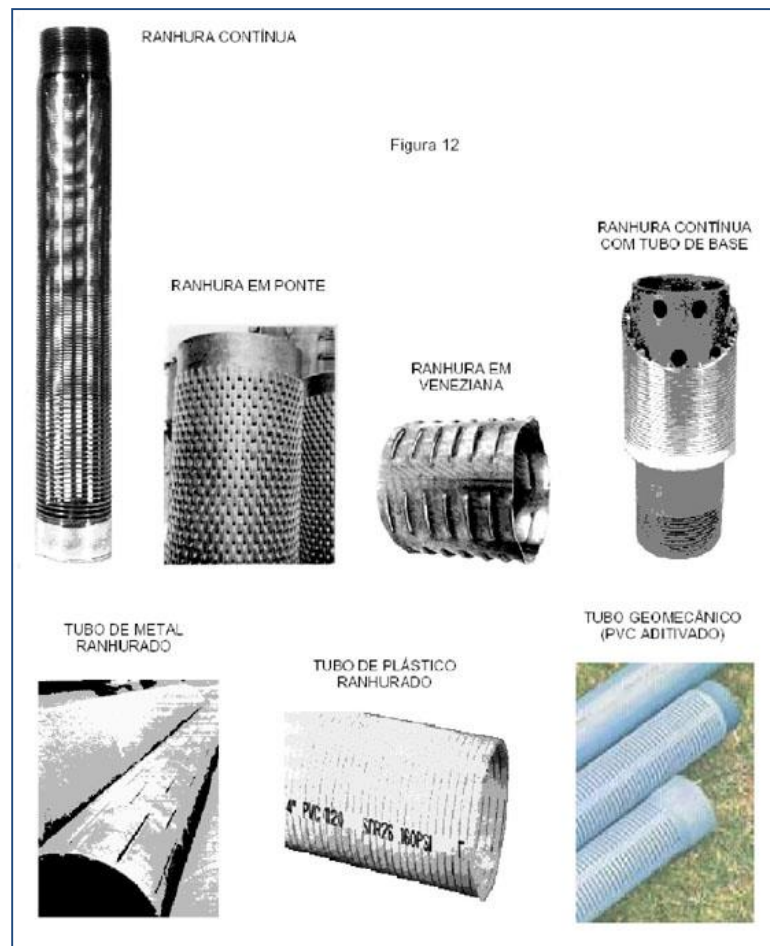 RANHURA CONTÍNUA
Figura 12
RANHURA CONTÍNUA
COM TUBO DE BASE
RANHURA EM PONTE
RANHURA EM
VENEZIANA
TUBO DE METAL
RANHURADO
TUBO DE PLÁSTICO
RANHURADO
TUBO GEOMECÂNICO
(PVC ADITIVADO)
4" PVC 1120 SDR26 160PSI